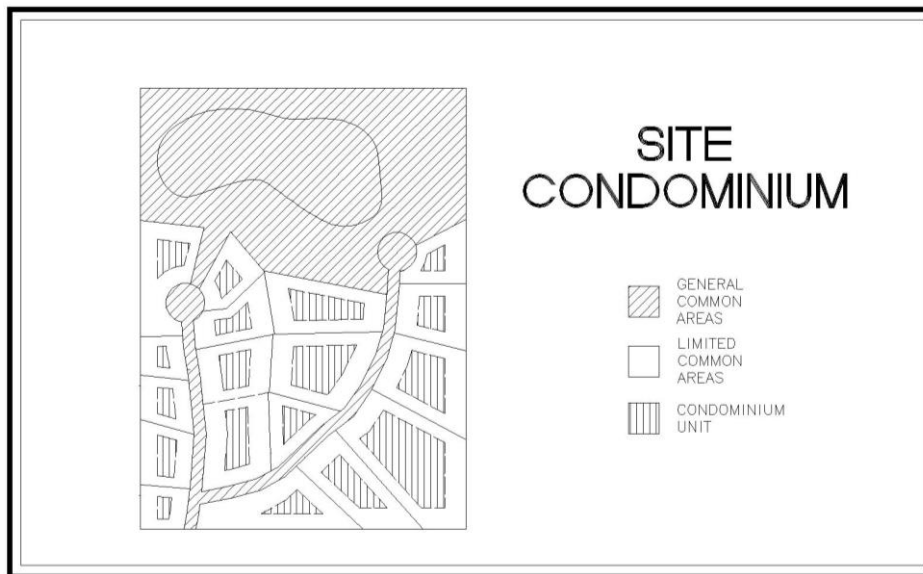 SITE
CONDOMINIUM
GENERAL
COMMON
AREAS
LIMITED
COMMON
AREAS
CONDOMINIUM
UNIT